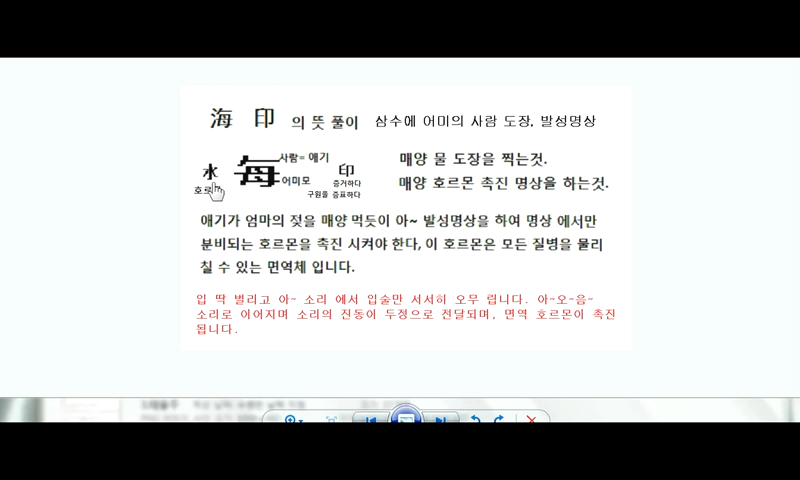 海 印 의 뜻 풀이 삼수에 어미의 사람 도장, 발성명상
사람= 애기
水 每 印 매양 물 도장을 찍는것.
어미모 증거하다 매양 호르몬 촉진 명상을 하는것.
구원을 증표하다
애기가 엄마의 젖을 매양 먹듯이 아~ 발성명상을 하여 명상 에서만
분비되는 호르몬을 촉진 시켜야 한다, 이 호르몬은 모든 질병을 물리
칠 수 있는 면역체 입니다.
입 딱 벌리고 아~ 소리 에서 입술만 서서히 오무 립니다. 아~오~음~
소리로 이어지며 소리의 진동이 두정으로 전달되며, 면역 호르몬이 촉진
됩니다.